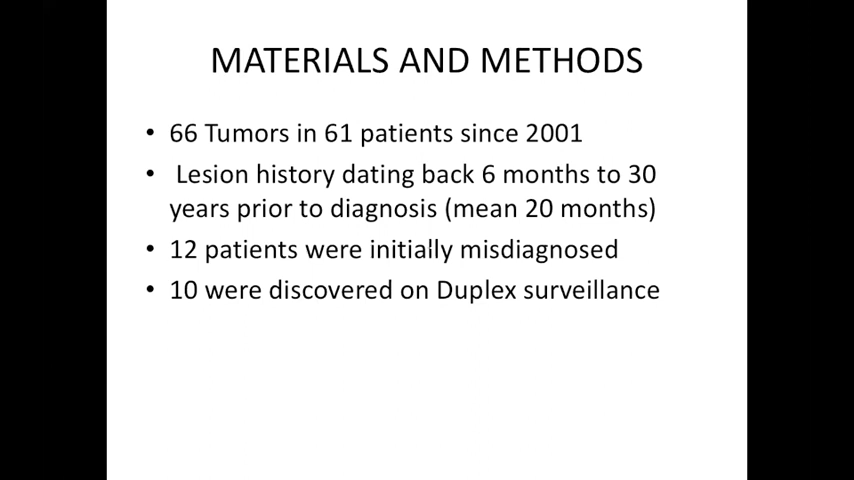 MATERIALS AND METHODS
• 66 Tumors in 61 patients since 2001
• Lesion history dating back 6 months to 30
years prior to diagnosis (mean 20 months)
• 12 patients were initially misdiagnosed
• 10 were discovered on Duplex surveillance